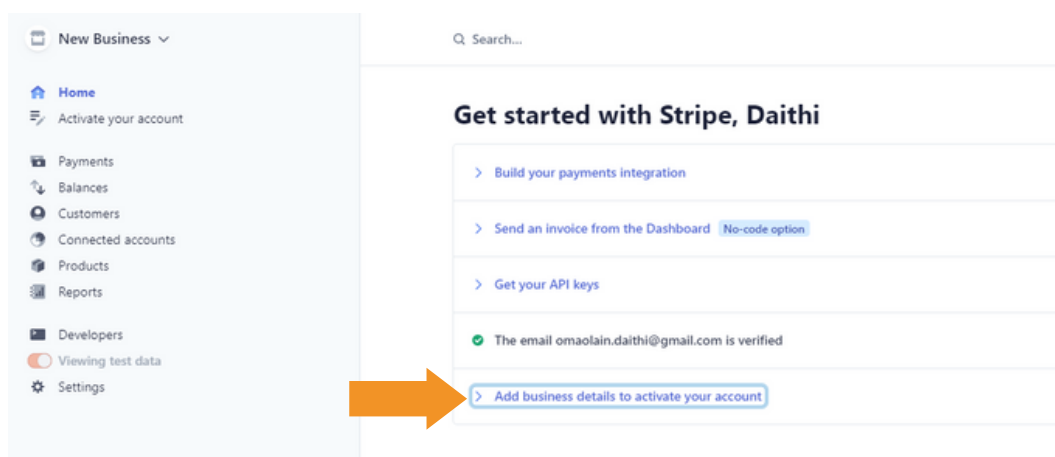 New Business
Search...
Home
Activate your account
Payments
Balances
Customers
Connected accounts
Products
Reports
Developers
Viewing test data
Settings
Get started with Stripe, Daithi
Build your payments integration
Send an invoice from the Dashboard No-code option
Get your API keys
The email omaolain.daithi@gmail.com is verified
Add business details to activate your account